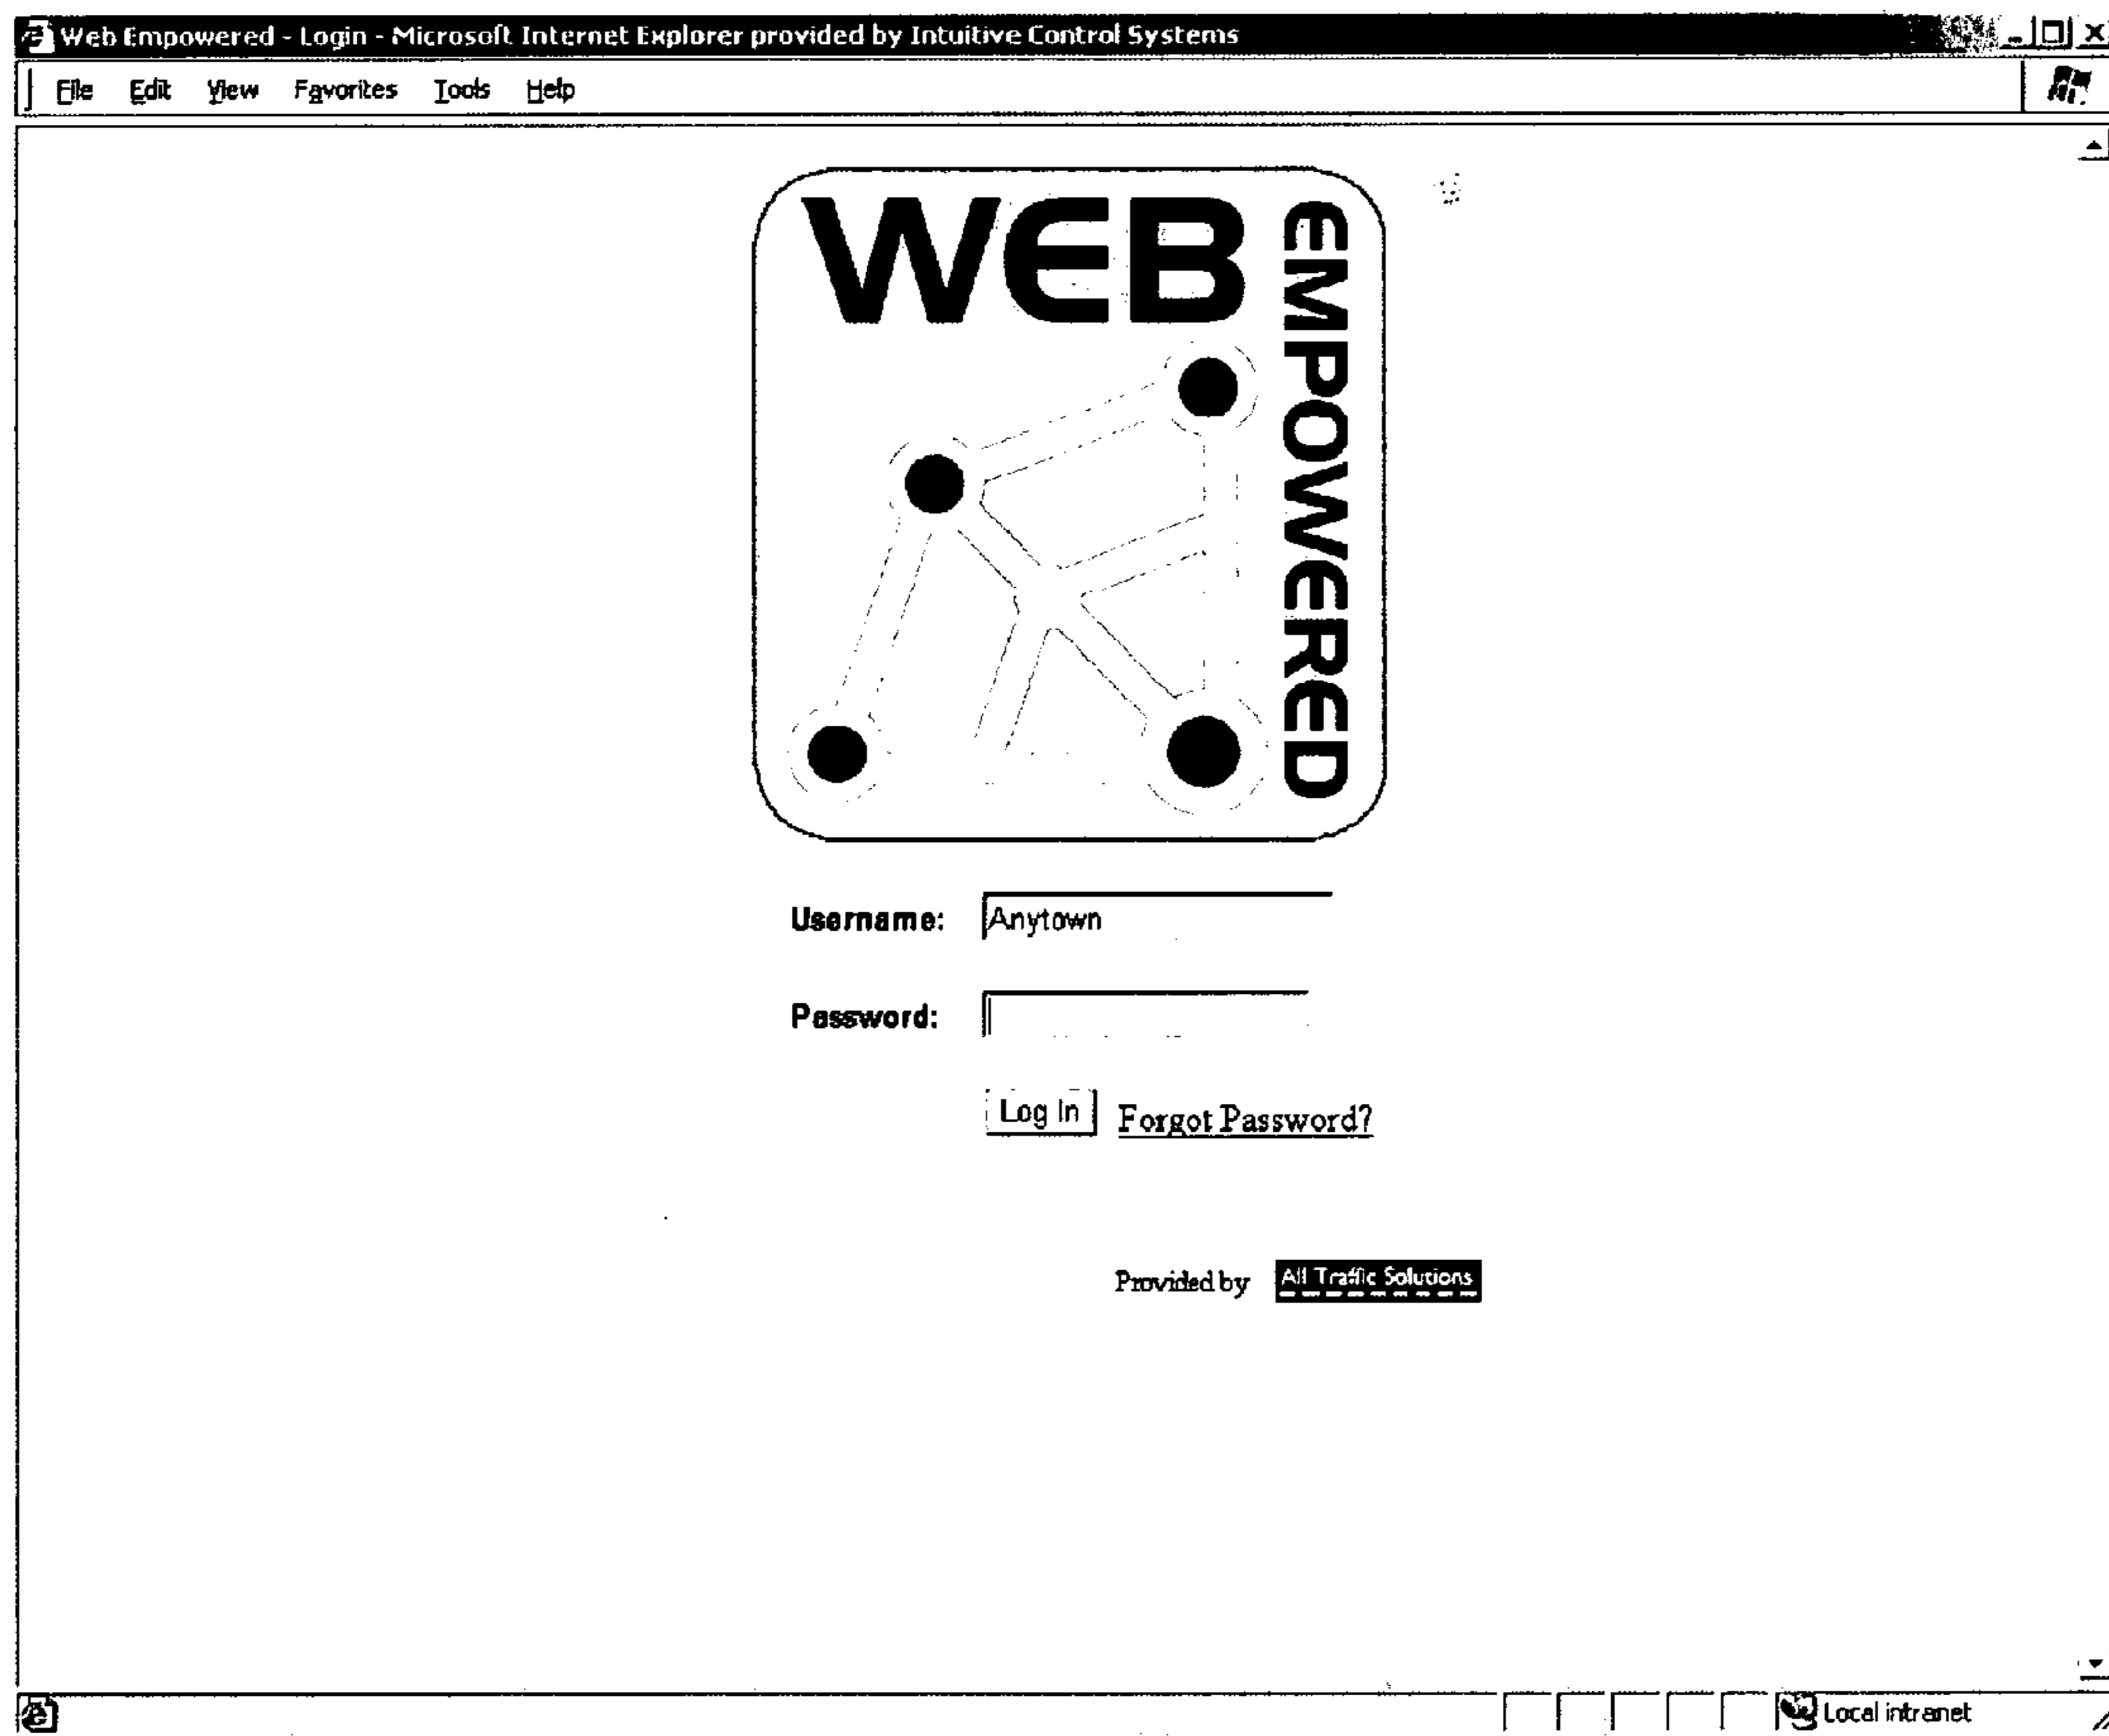 Web Empowered - Login - Microsoft Internet Explorer provided by Intuitive Control Systems
File Edit View Favorites Tools Help
WEB
EMPOWERED
Username: Anytown
Password:
Log In Forgot Password?
Provided by All Traffic Solutions
Local intranet